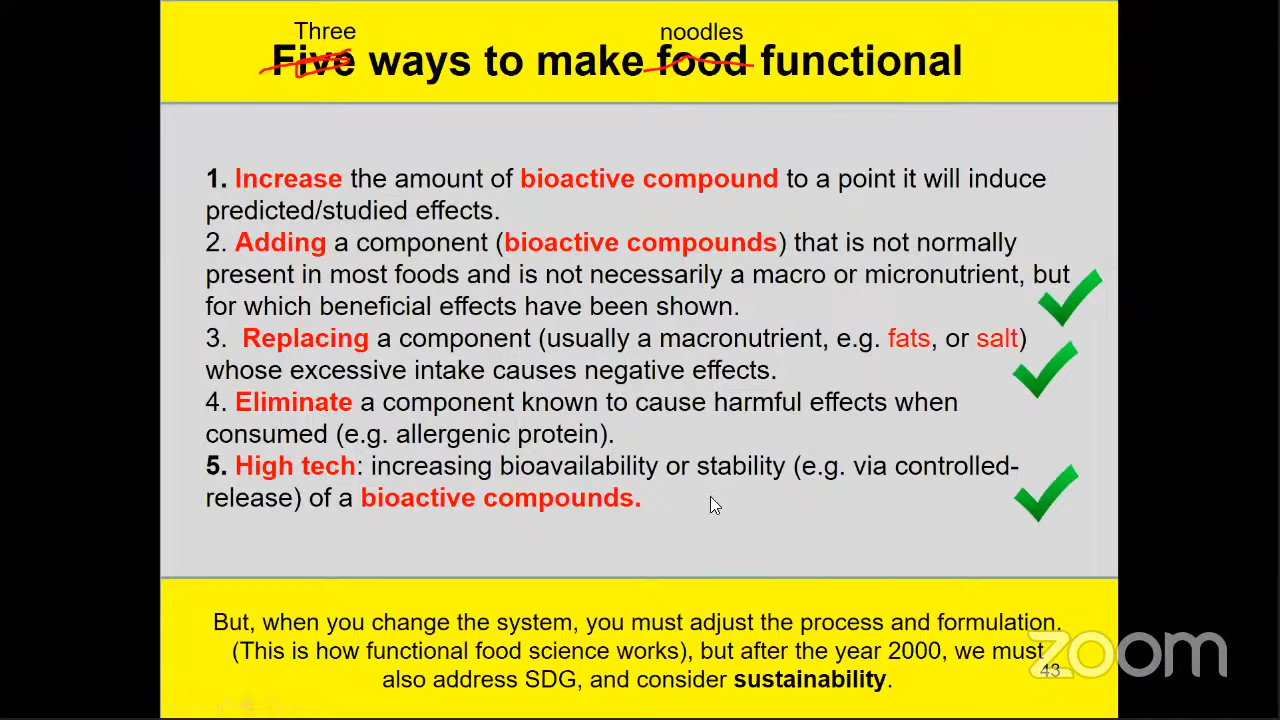 Three noodles
Five ways to make food functional
1. Increase the amount of bioactive compound to a point it will induce
predicted/studied effects.
2. Adding a component (bioactive compounds) that is not normally
present in most foods and is not necessarily a macro or micronutrient, but
for which beneficial effects have been shown.
3. Replacing a component (usually a macronutrient, e.g. fats, or salt)
whose excessive intake causes negative effects.
4. Eliminate a component known to cause harmful effects when
consumed (e.g. allergenic protein).
5. High tech: increasing bioavailability or stability (e.g. via controlled-
release) of a bioactive compounds.
But, when you change the system, you must adjust the process and formulation.
(This is how functional food science works), but after the year 2000, we must
also address SDG, and consider sustainability.
43
zoom